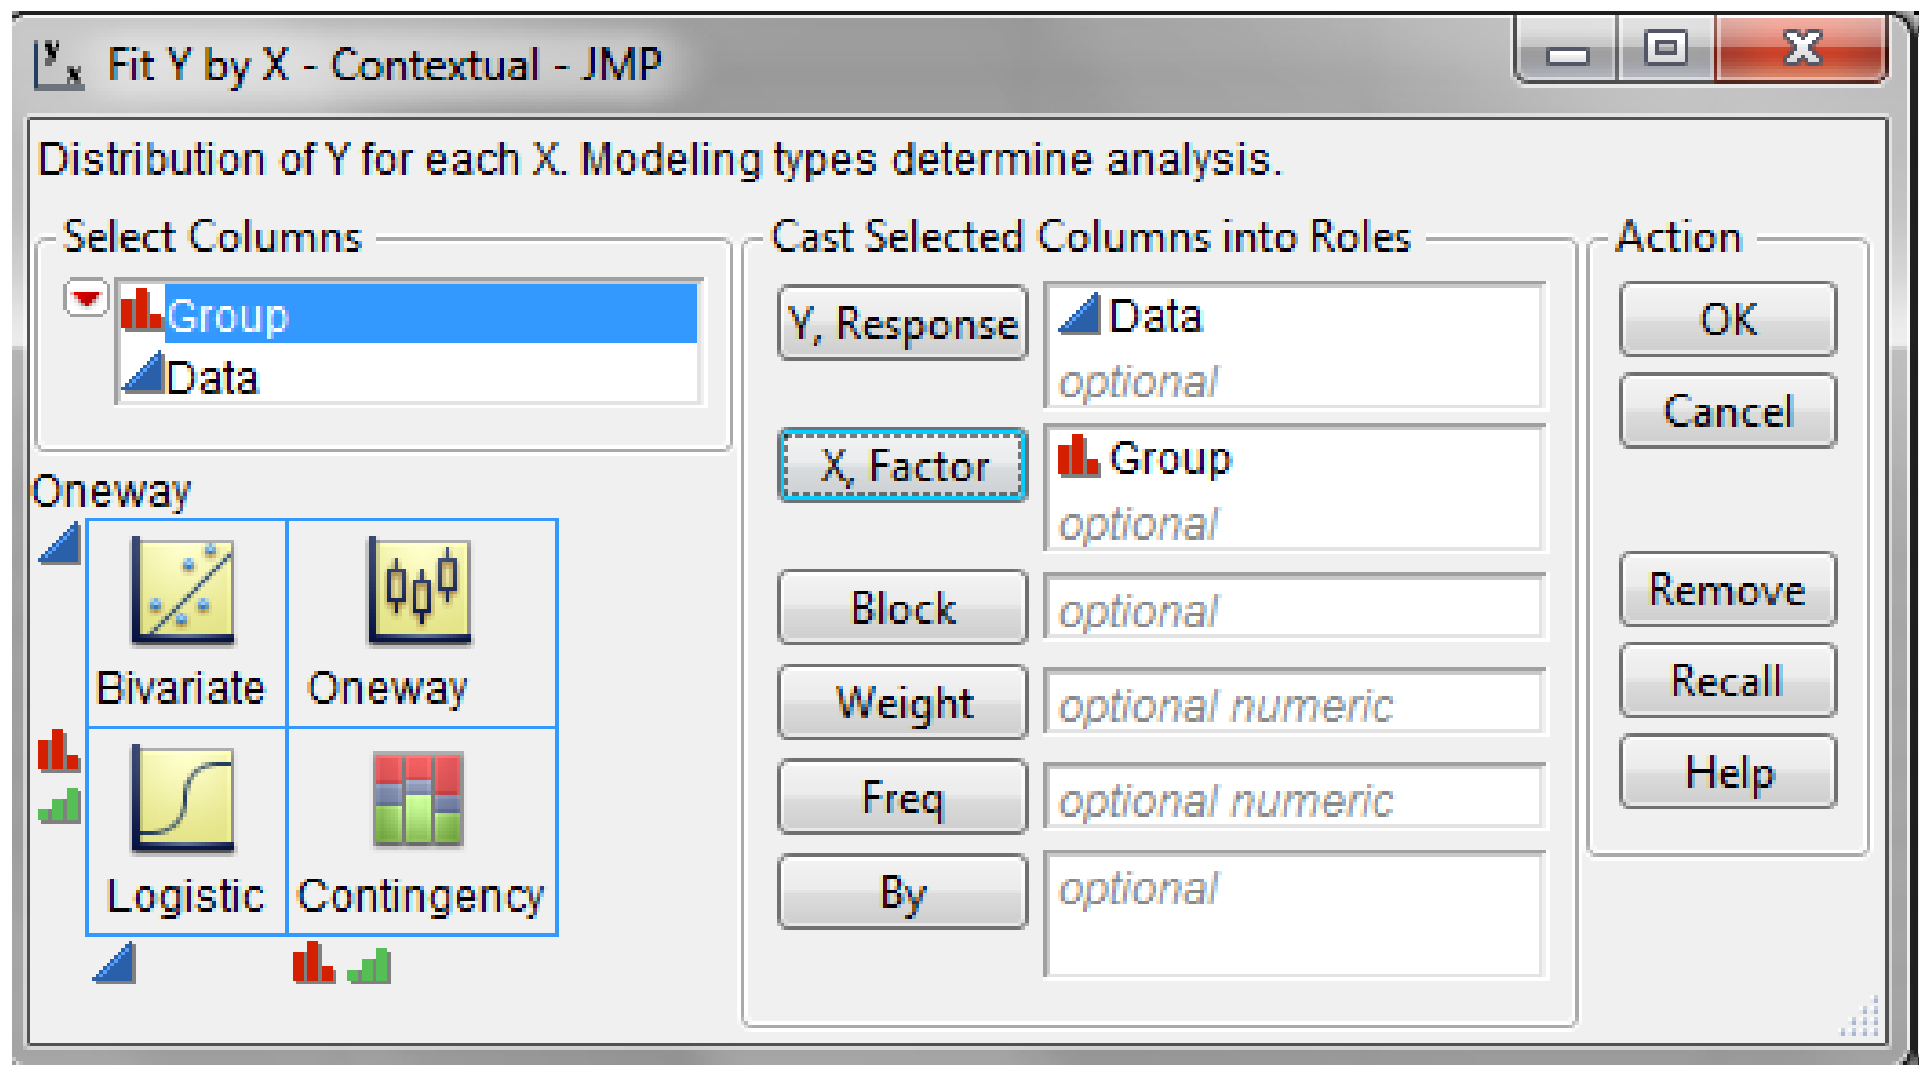 Fit Y by X - Contextual - JMP
Distribution of Y for each X. Modeling types determine analysis.
Select Columns
Group
Data
Oneway
Bivariate
Oneway
Logistic
Contingency
Cast Selected Columns into Roles
Y, Response
Data
optional
X, Factor
Group
optional
Block
optional
Weight
optional numeric
Freq
optional numeric
By
optional
Action
OK
Cancel
Remove
Recall
Help